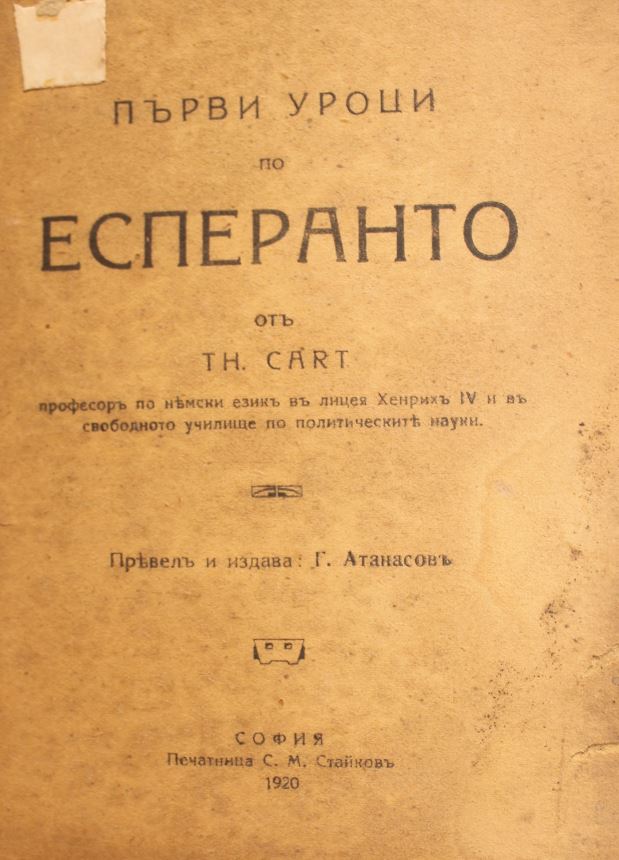 ПЪРВИ УРОЦИ
ПО
ЕСПЕРАНТО
ОТЪ
TH. CART
професоръ по нѣмски езикъ въ лицея Хенрихъ IV и въ
свободното училище по политическитѣ науки.
Прѣвелъ и издава: Г. Атанасовъ
СОФИЯ
Печатница С. М. Стайковъ
1920